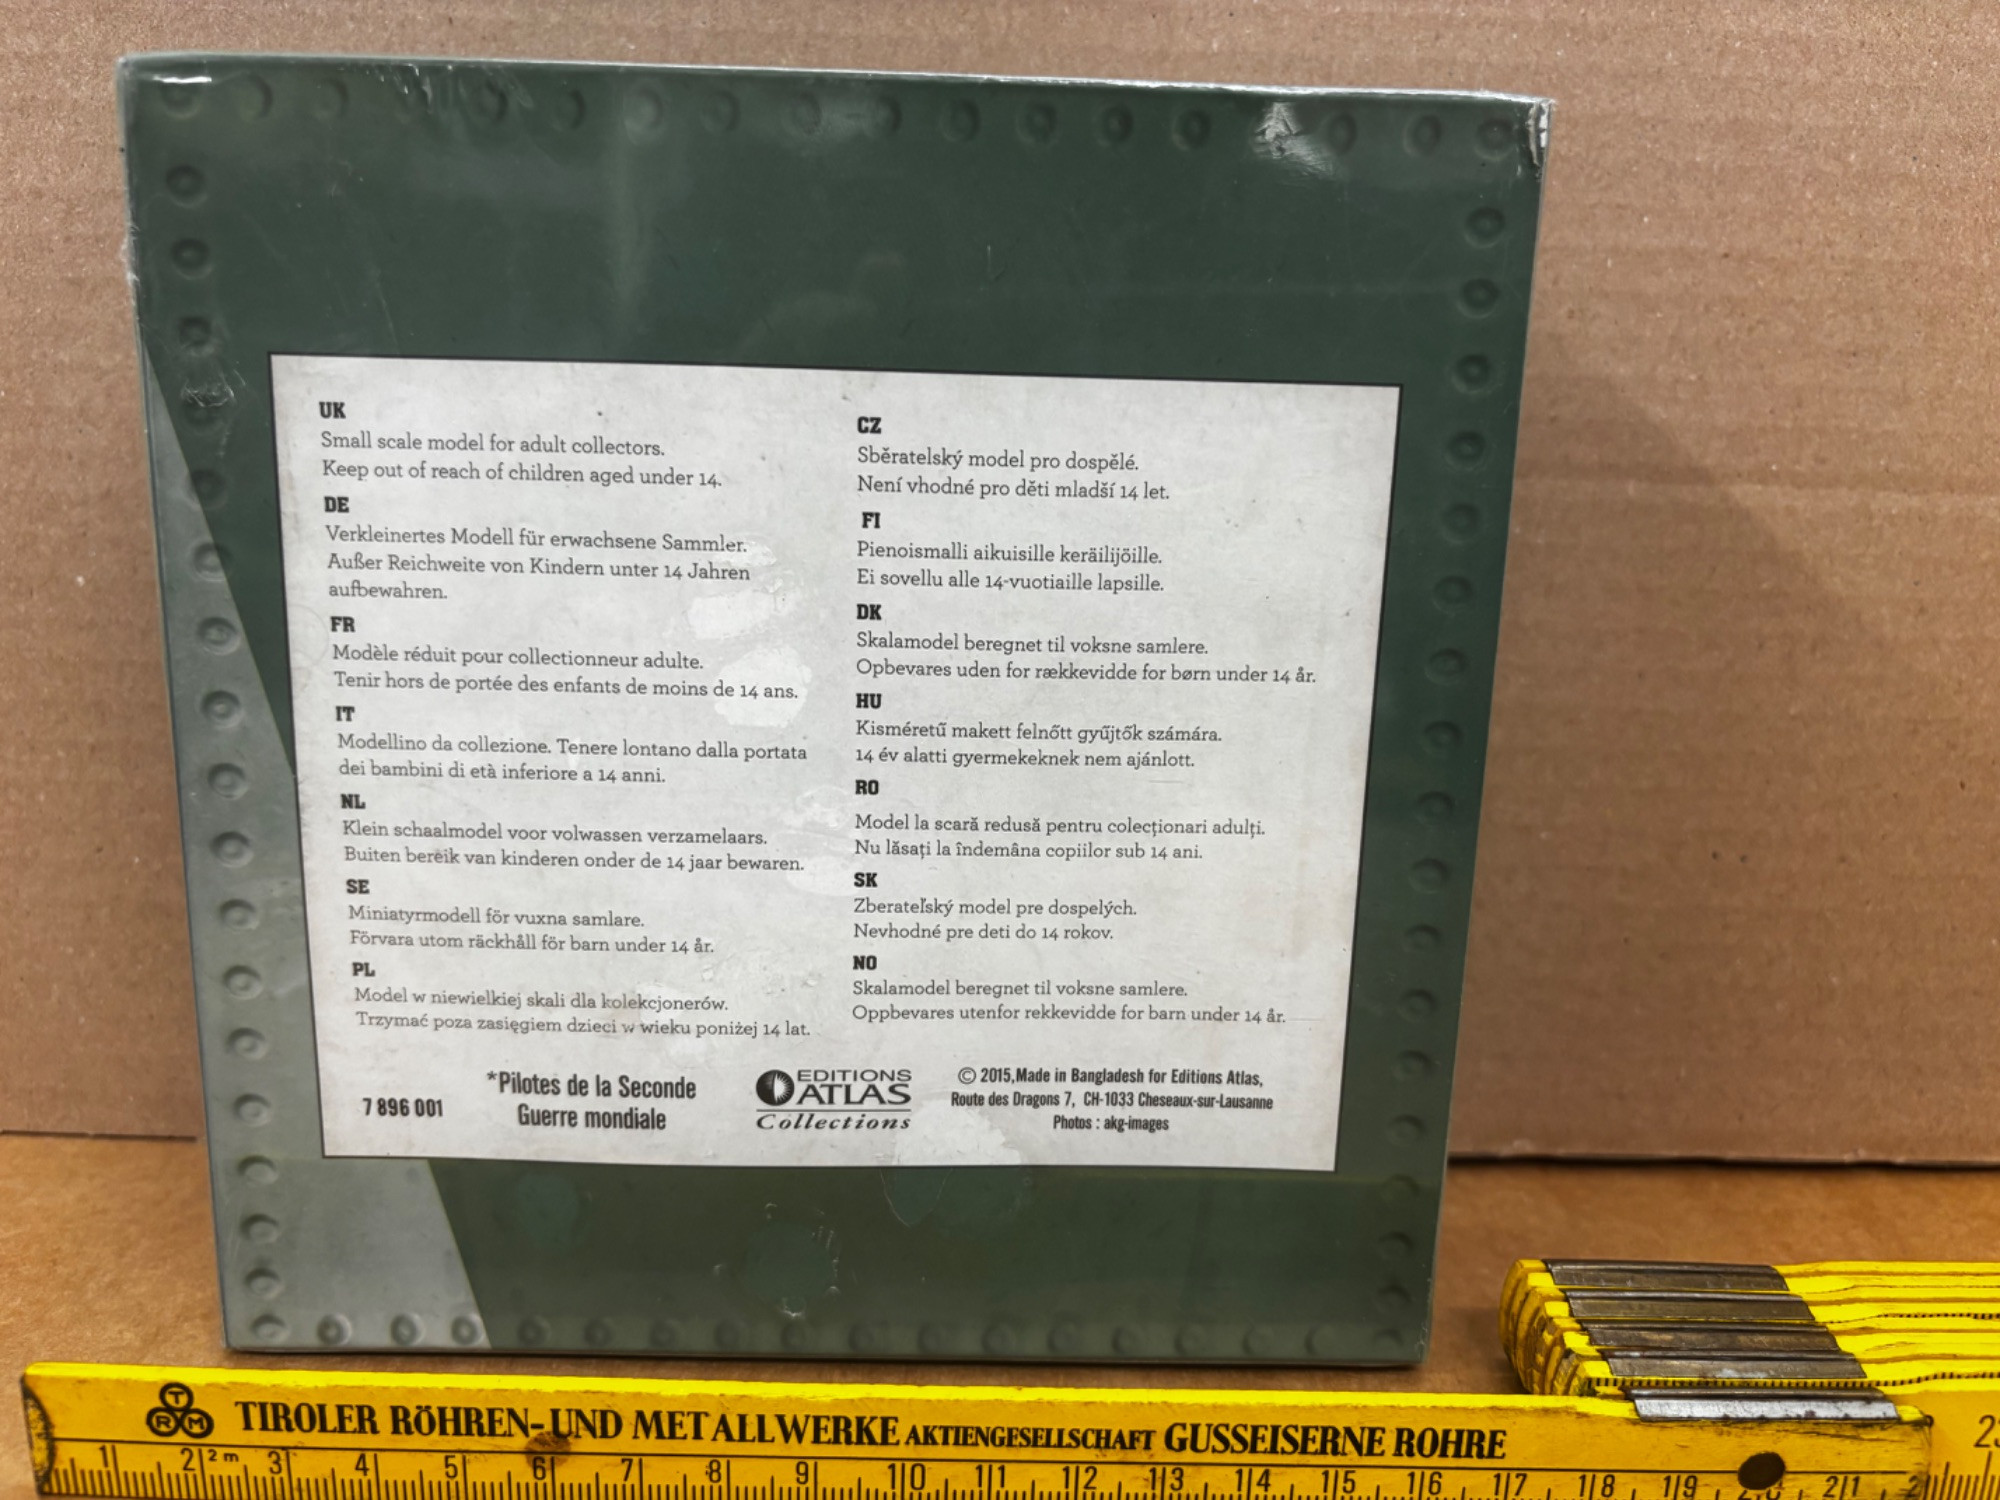 UK
Small scale model for adult collectors.
Keep out of reach of children aged under 14.
DE
Verkleinertes Modell für erwachsene Sammler.
Außer Reichweite von Kindern unter 14 Jahren
aufbewahren.
FR
Modèle réduit pour collectionneur adulte.
Tenir hors de portée des enfants de moins de 14 ans.
IT
Modellino da collezione. Tenere lontano dalla portata
dei bambini di età inferiore a 14 anni.
NL
Klein schaalmodel voor volwassen verzamelaars.
Buiten bereik van kinderen onder de 14 jaar bewaren.
SE
Miniatyrmodell för vuxna samlare.
Förvara utom räckhåll för barn under 14 år.
PL
Model w niewielkiej skali dla kolekcjonerów.
Trzymać poza zasięgiem dzieci w wieku poniżej 14 lat.
CZ
Sběratelský model pro dospělé.
Není vhodné pro děti mladší 14 let.
FI
Pienoismalli aikuisille keräilijöille.
Ei sovellu alle 14-vuotiaille lapsille.
DK
Skalamodel beregnet til voksne samlere.
Opbevares uden for rækkevidde for børn under 14 år.
HU
Kisméretű makett felnőtt gyűjtők számára.
14 év alatti gyermekeknek nem ajánlott.
RO
Model la scară redusă pentru colecționari adulți.
Nu lăsați la îndemâna copiilor sub 14 ani.
SK
Zberateľský model pre dospelých.
Nevhodné pre deti do 14 rokov.
NO
Skalamodel beregnet til voksne samlere.
Oppbevares utenfor rekkevidde for barn under 14 år.
7 896 001
*Pilotes de la Seconde
Guerre mondiale
EDITIONS
ATLAS
Collections
© 2015, Made in Bangladesh for Editions Atlas,
Route des Dragons 7, CH-1033 Cheseaux-sur-Lausanne
Photos : akg-images
TRM
TIROLER RÖHREN-UND METALLWERKE AKTIENGESELLSCHAFT GUSSEISERNE ROHRE
1 2 2m 3 4 5 6 7 8 9 10 11 12 13 14 15 16 17 18 19 21